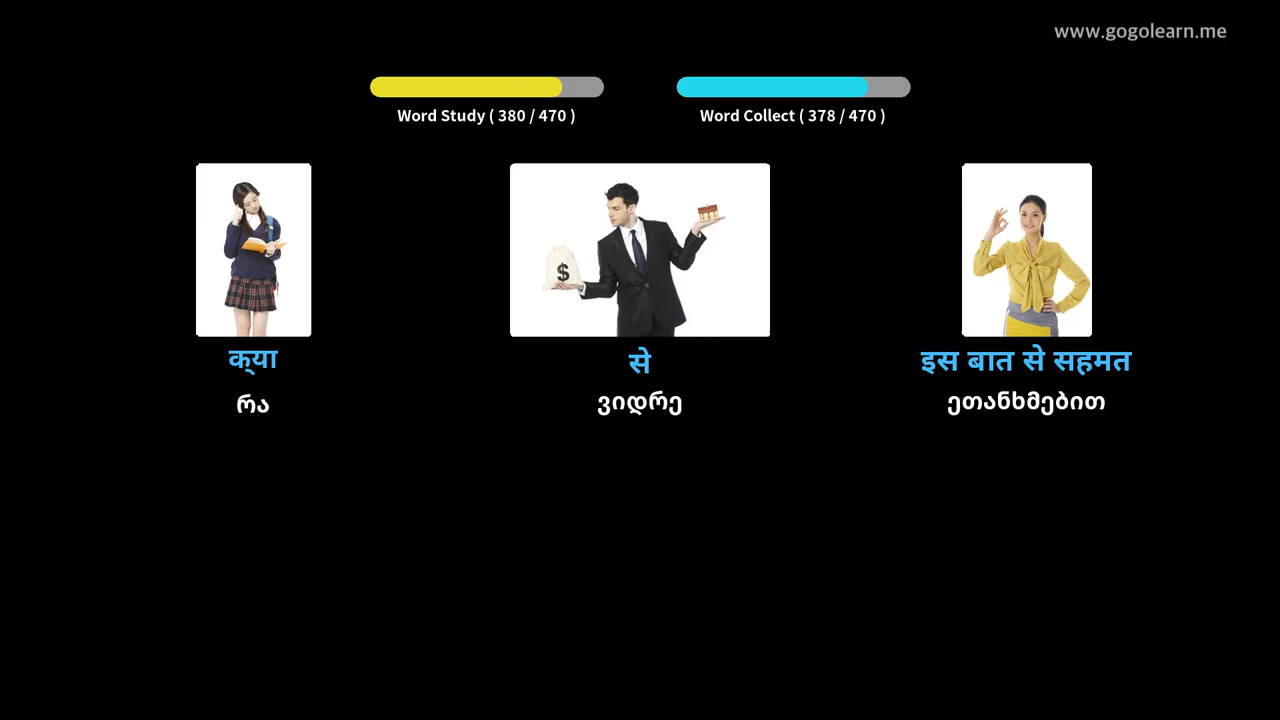 www.gogolearn.me
Word Study ( 380 / 470 )
Word Collect ( 378 / 470 )
$
क्या
से
इस बात से सहमत
რა
ვიდრე
ეთანხმებით